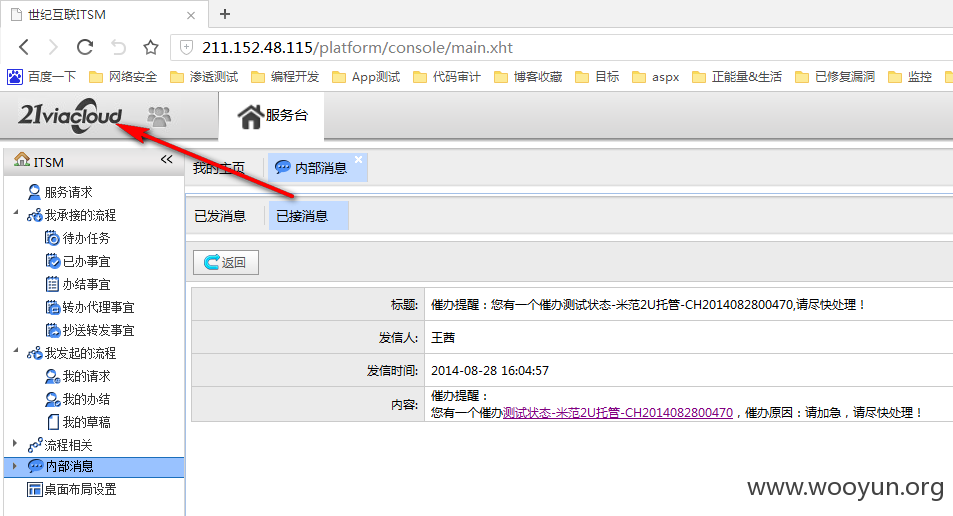 世纪互联ITSM
211.152.48.115/platform/console/main.xht
百度一下 网络安全 渗透测试 编程开发 App测试 代码审计 博客收藏 目标 aspx 正能量&生活 已修复漏洞 监控
21viacloud 服务台
ITSM <<
我的主页 内部消息
服务请求
我承接的流程
待办任务
已办事宜
办结事宜
转办代理事宜
抄送转发事宜
我发起的流程
我的请求
我的办结
我的草稿
流程相关
内部消息
桌面布局设置
已发消息 已接消息
返回
标题: 催办提醒：您有一个催办测试状态-米范2U托管-CH2014082800470,请尽快处理！
发信人: 王茜
发信时间: 2014-08-28 16:04:57
内容: 催办提醒：
您有一个催办测试状态-米范2U托管-CH2014082800470，催办原因：请加急，请尽快处理！
www.wooyun.org